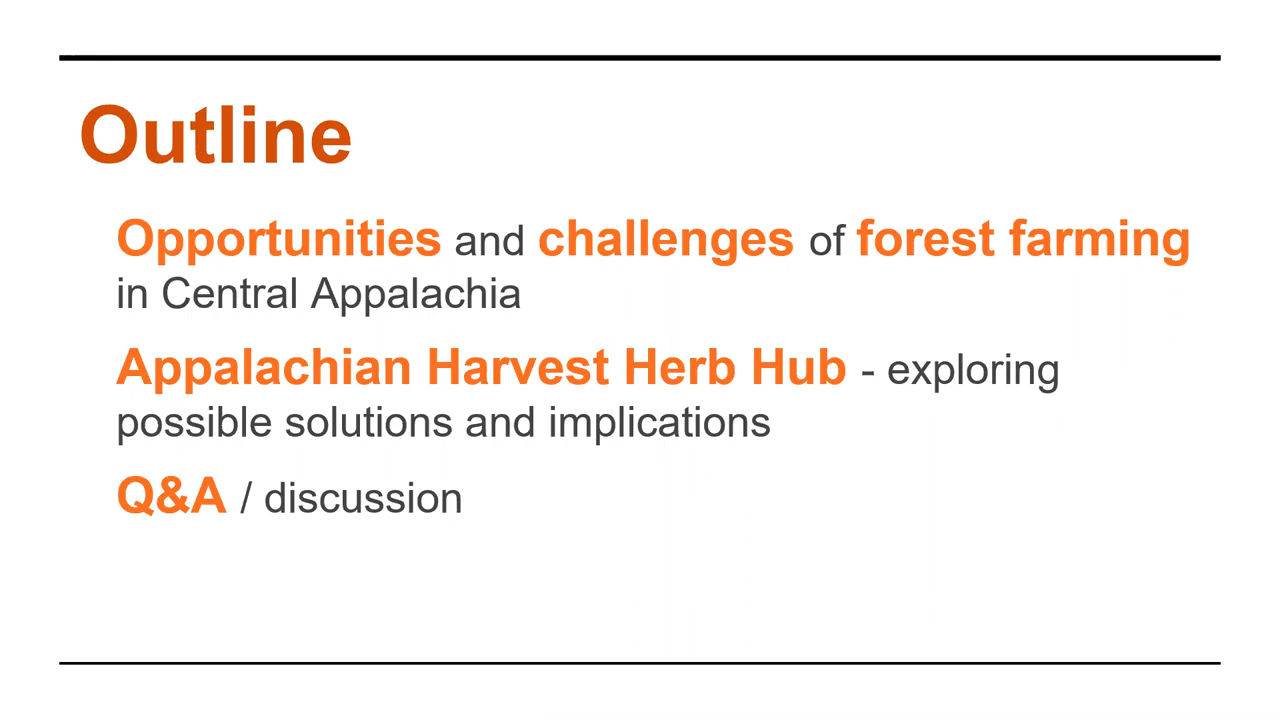 Outline
Opportunities and challenges of forest farming
in Central Appalachia
Appalachian Harvest Herb Hub - exploring
possible solutions and implications
Q&A / discussion